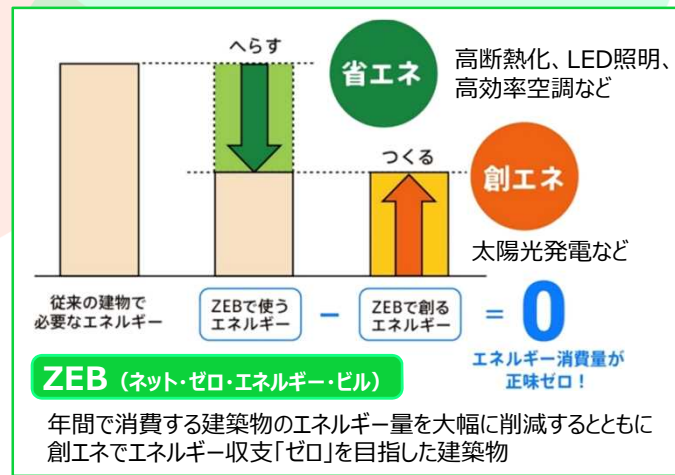 へらす
省エネ
高断熱化、LED照明、
高効率空調など
つくる
創エネ
太陽光発電など
従来の建物で
必要なエネルギー
ZEBで使う
エネルギー
−
ZEBで創る
エネルギー
= 0
エネルギー消費量が
正味ゼロ！
ZEB（ネット・ゼロ・エネルギー・ビル）
年間で消費する建築物のエネルギー量を大幅に削減するとともに
創エネでエネルギー収支「ゼロ」を目指した建築物